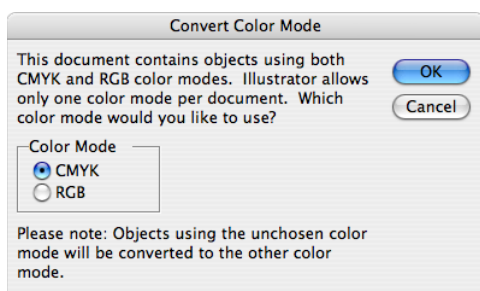 Convert Color Mode
This document contains objects using both
CMYK and RGB color modes.  Illustrator allows
only one color mode per document.  Which
color mode would you like to use?
OK
Cancel
Color Mode
CMYK
RGB
Please note: Objects using the unchosen color
mode will be converted to the other color
mode.